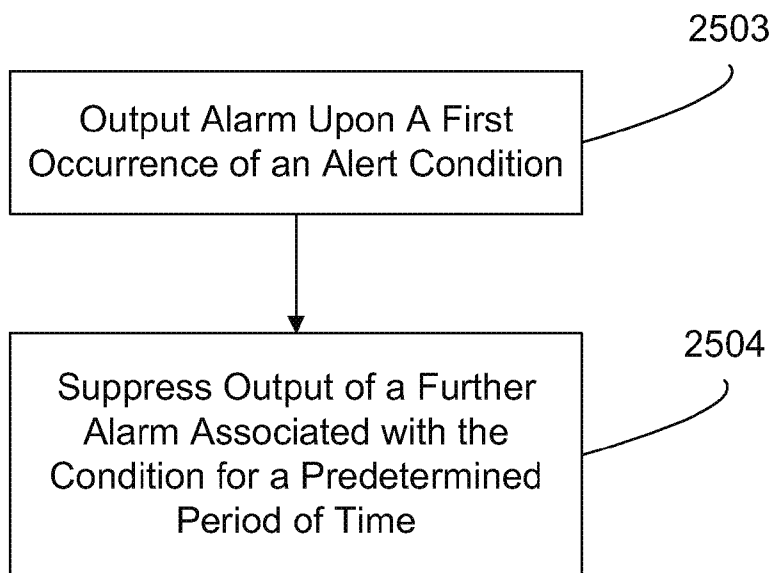 2503
Output Alarm Upon A First
Occurrence of an Alert Condition
2504
Suppress Output of a Further
Alarm Associated with the
Condition for a Predetermined
Period of Time